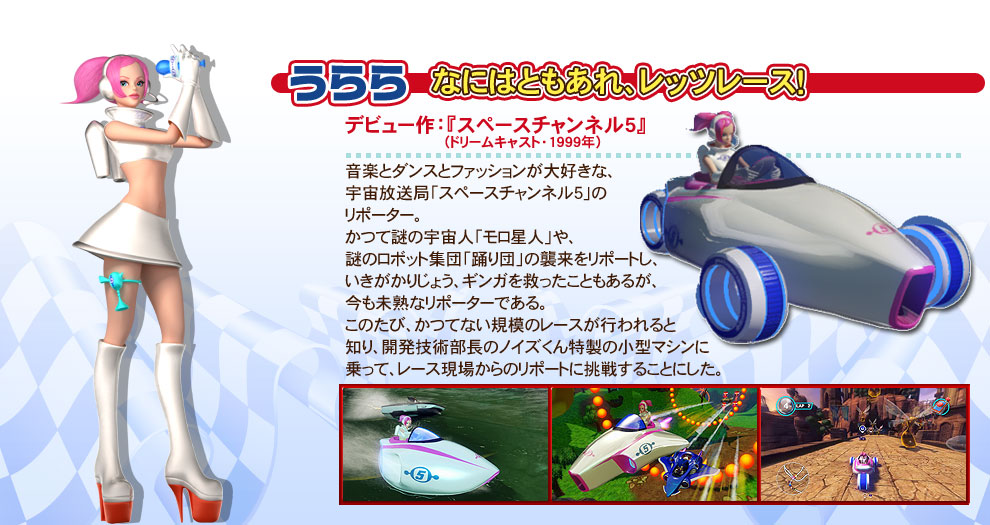 うらら なにはともあれ、レッツレース!
デビュー作:『スペースチャンネル5』
(ドリームキャスト・1999年)
音楽とダンスとファッションが大好きな、
宇宙放送局「スペースチャンネル5」の
リポーター。
かつて謎の宇宙人「モロ星人」や、
謎のロボット集団「踊り団」の襲来をリポートし、
いきがかりじょう、ギンガを救ったこともあるが、
今も未熟なリポーターである。
このたび、かつてない規模のレースが行われると
知り、開発技術部長のノイズくん特製の小型マシンに
乗って、レース現場からのリポートに挑戦することにした。
5
5
LAP